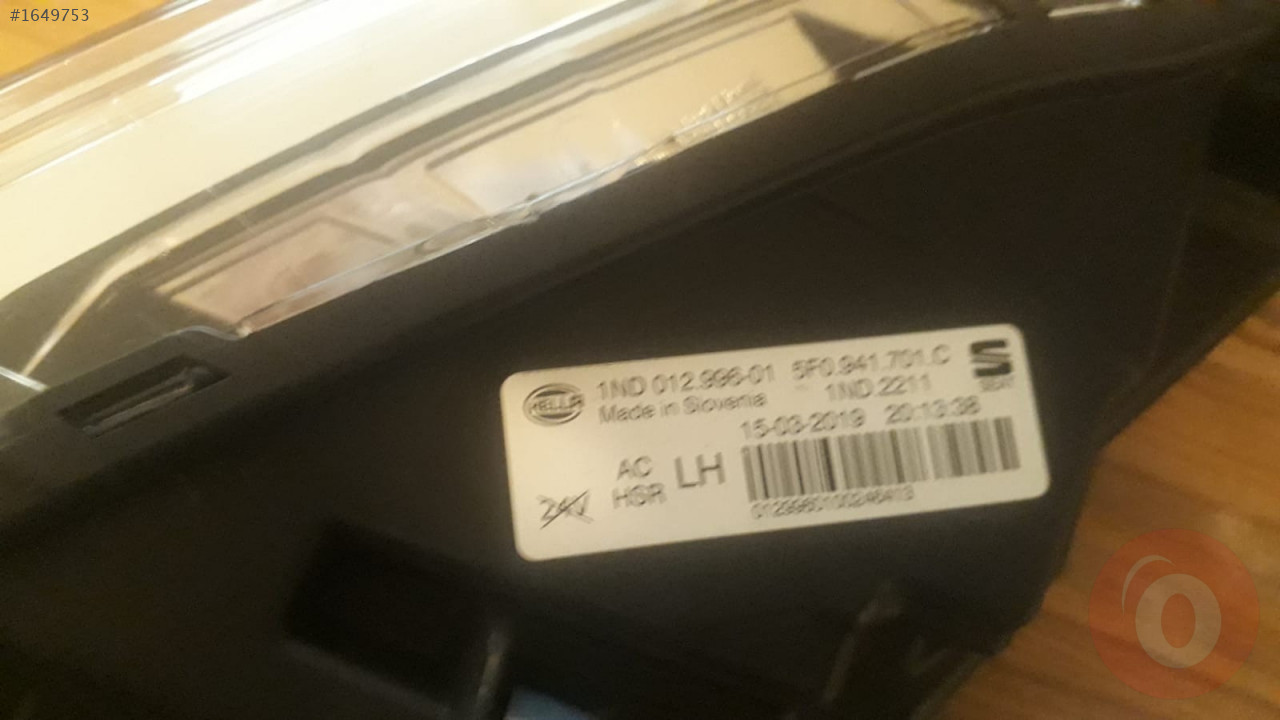 #1649753
HELLA 1ND 012.996-01 5F0.941.701.C
Made in Slovenia 1ND.2211 SEAT
15-03-2019 20:13:38
AC LH
24V HSR